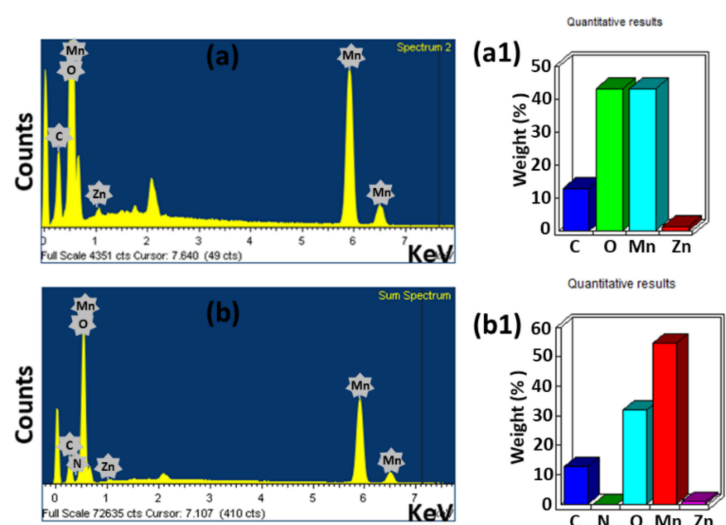 (a)
Spectrum 2
Mn
O
C
Zn
Mn
Mn
Counts
0 1 2 3 4 5 6 7
Full Scale 4351 cts Cursor: 7.640 (49 cts)
KeV
Quantitative results
(a1)
Weight (%)
50
40
30
20
10
0
C O Mn Zn
(b)
Sum Spectrum
Mn
O
C
N
Zn
Mn
Mn
Counts
0 1 2 3 4 5 6 7
Full Scale 72635 cts Cursor: 7.107 (410 cts)
KeV
Quantitative results
(b1)
Weight (%)
60
50
40
30
20
10
0
C N O Mn Zn